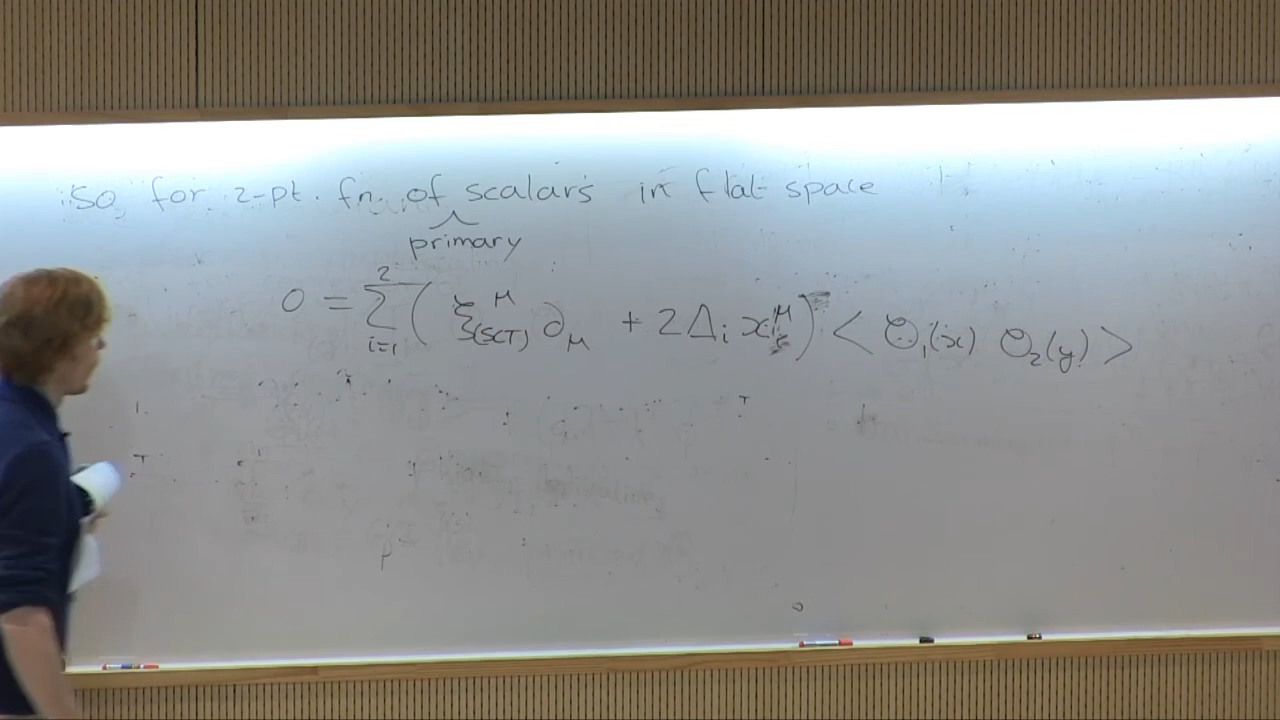 So, for 2-pt. fn. of scalars in flat space
primary
0 = \sum_{i=1}^{2} ( ξ^μ_{(SCT)} ∂_μ + 2Δ_i x^μ_i ) < O_1(x) O_2(y) >